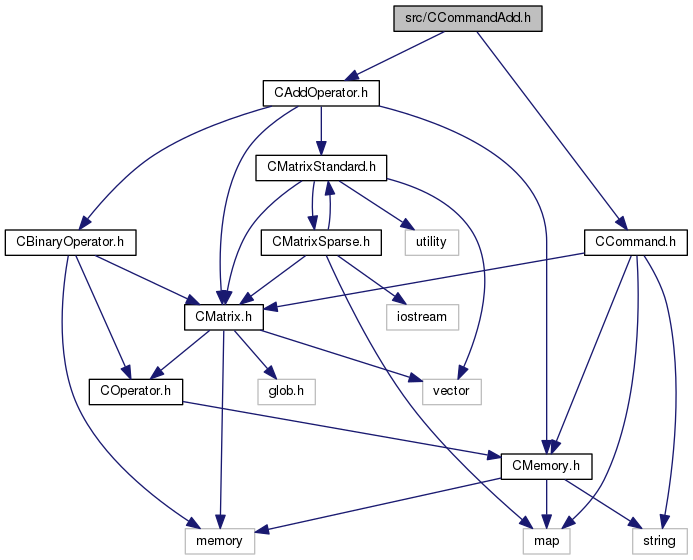 src/CCommandAdd.h
CAddOperator.h
CMatrixStandard.h
CBinaryOperator.h
CMatrixSparse.h
utility
CCommand.h
CMatrix.h
iostream
COperator.h
glob.h
vector
CMemory.h
memory
map
string